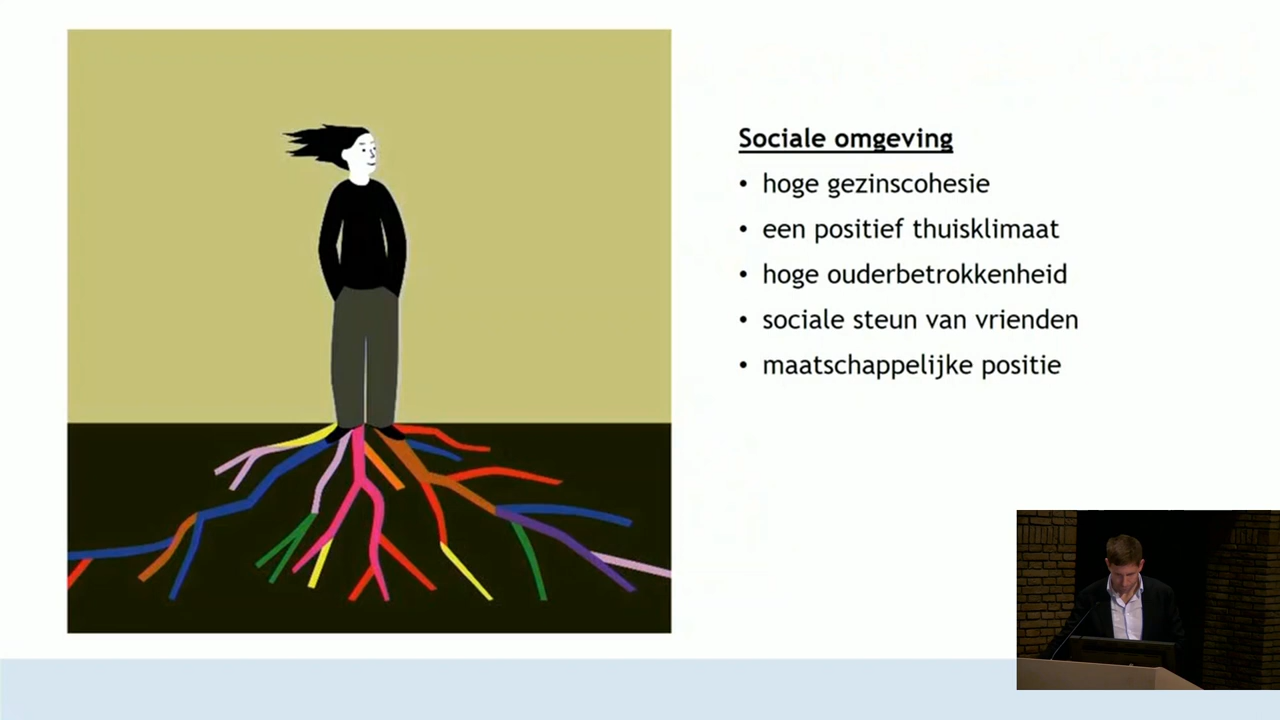 Sociale omgeving
• hoge gezinscohesie
• een positief thuisklimaat
• hoge ouderbetrokkenheid
• sociale steun van vrienden
• maatschappelijke positie